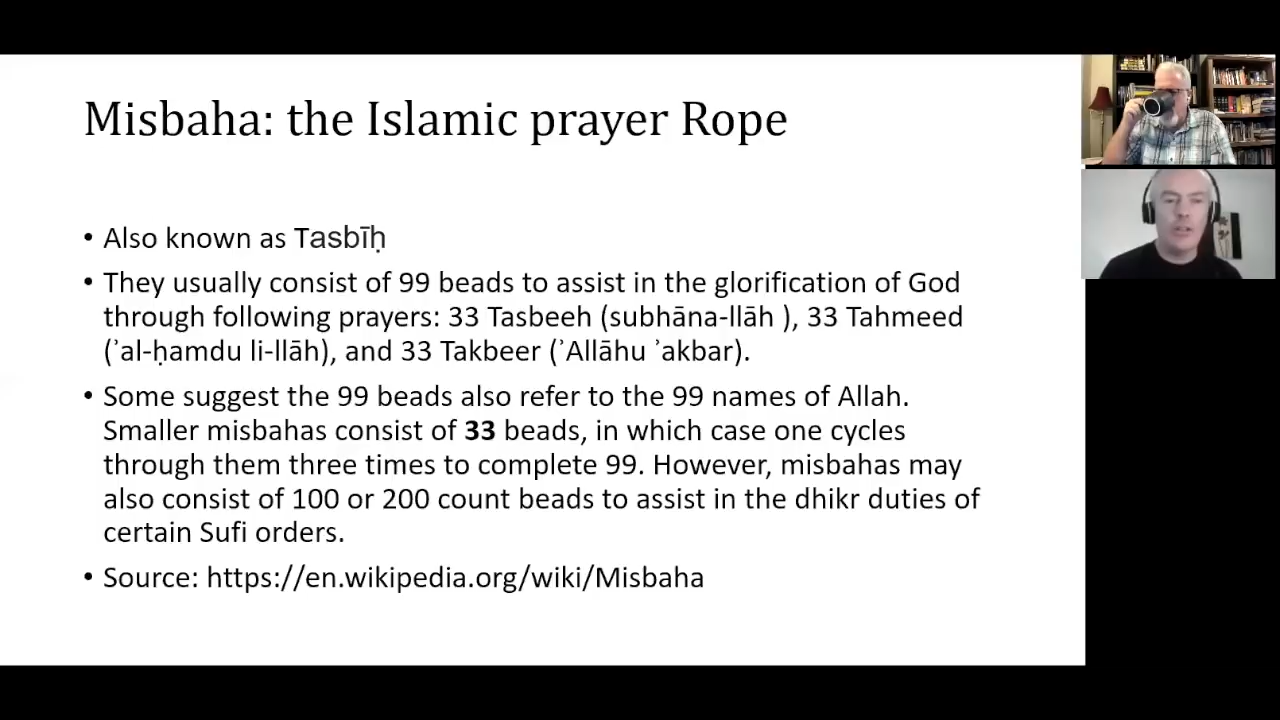 Misbaha: the Islamic prayer Rope
• Also known as Tasbīḥ
• They usually consist of 99 beads to assist in the glorification of God
through following prayers: 33 Tasbeeh (subhāna-llāh ), 33 Tahmeed
(ʾal-ḥamdu li-llāh), and 33 Takbeer (ʾAllāhu ʾakbar).
• Some suggest the 99 beads also refer to the 99 names of Allah.
Smaller misbahas consist of 33 beads, in which case one cycles
through them three times to complete 99. However, misbahas may
also consist of 100 or 200 count beads to assist in the dhikr duties of
certain Sufi orders.
• Source: https://en.wikipedia.org/wiki/Misbaha